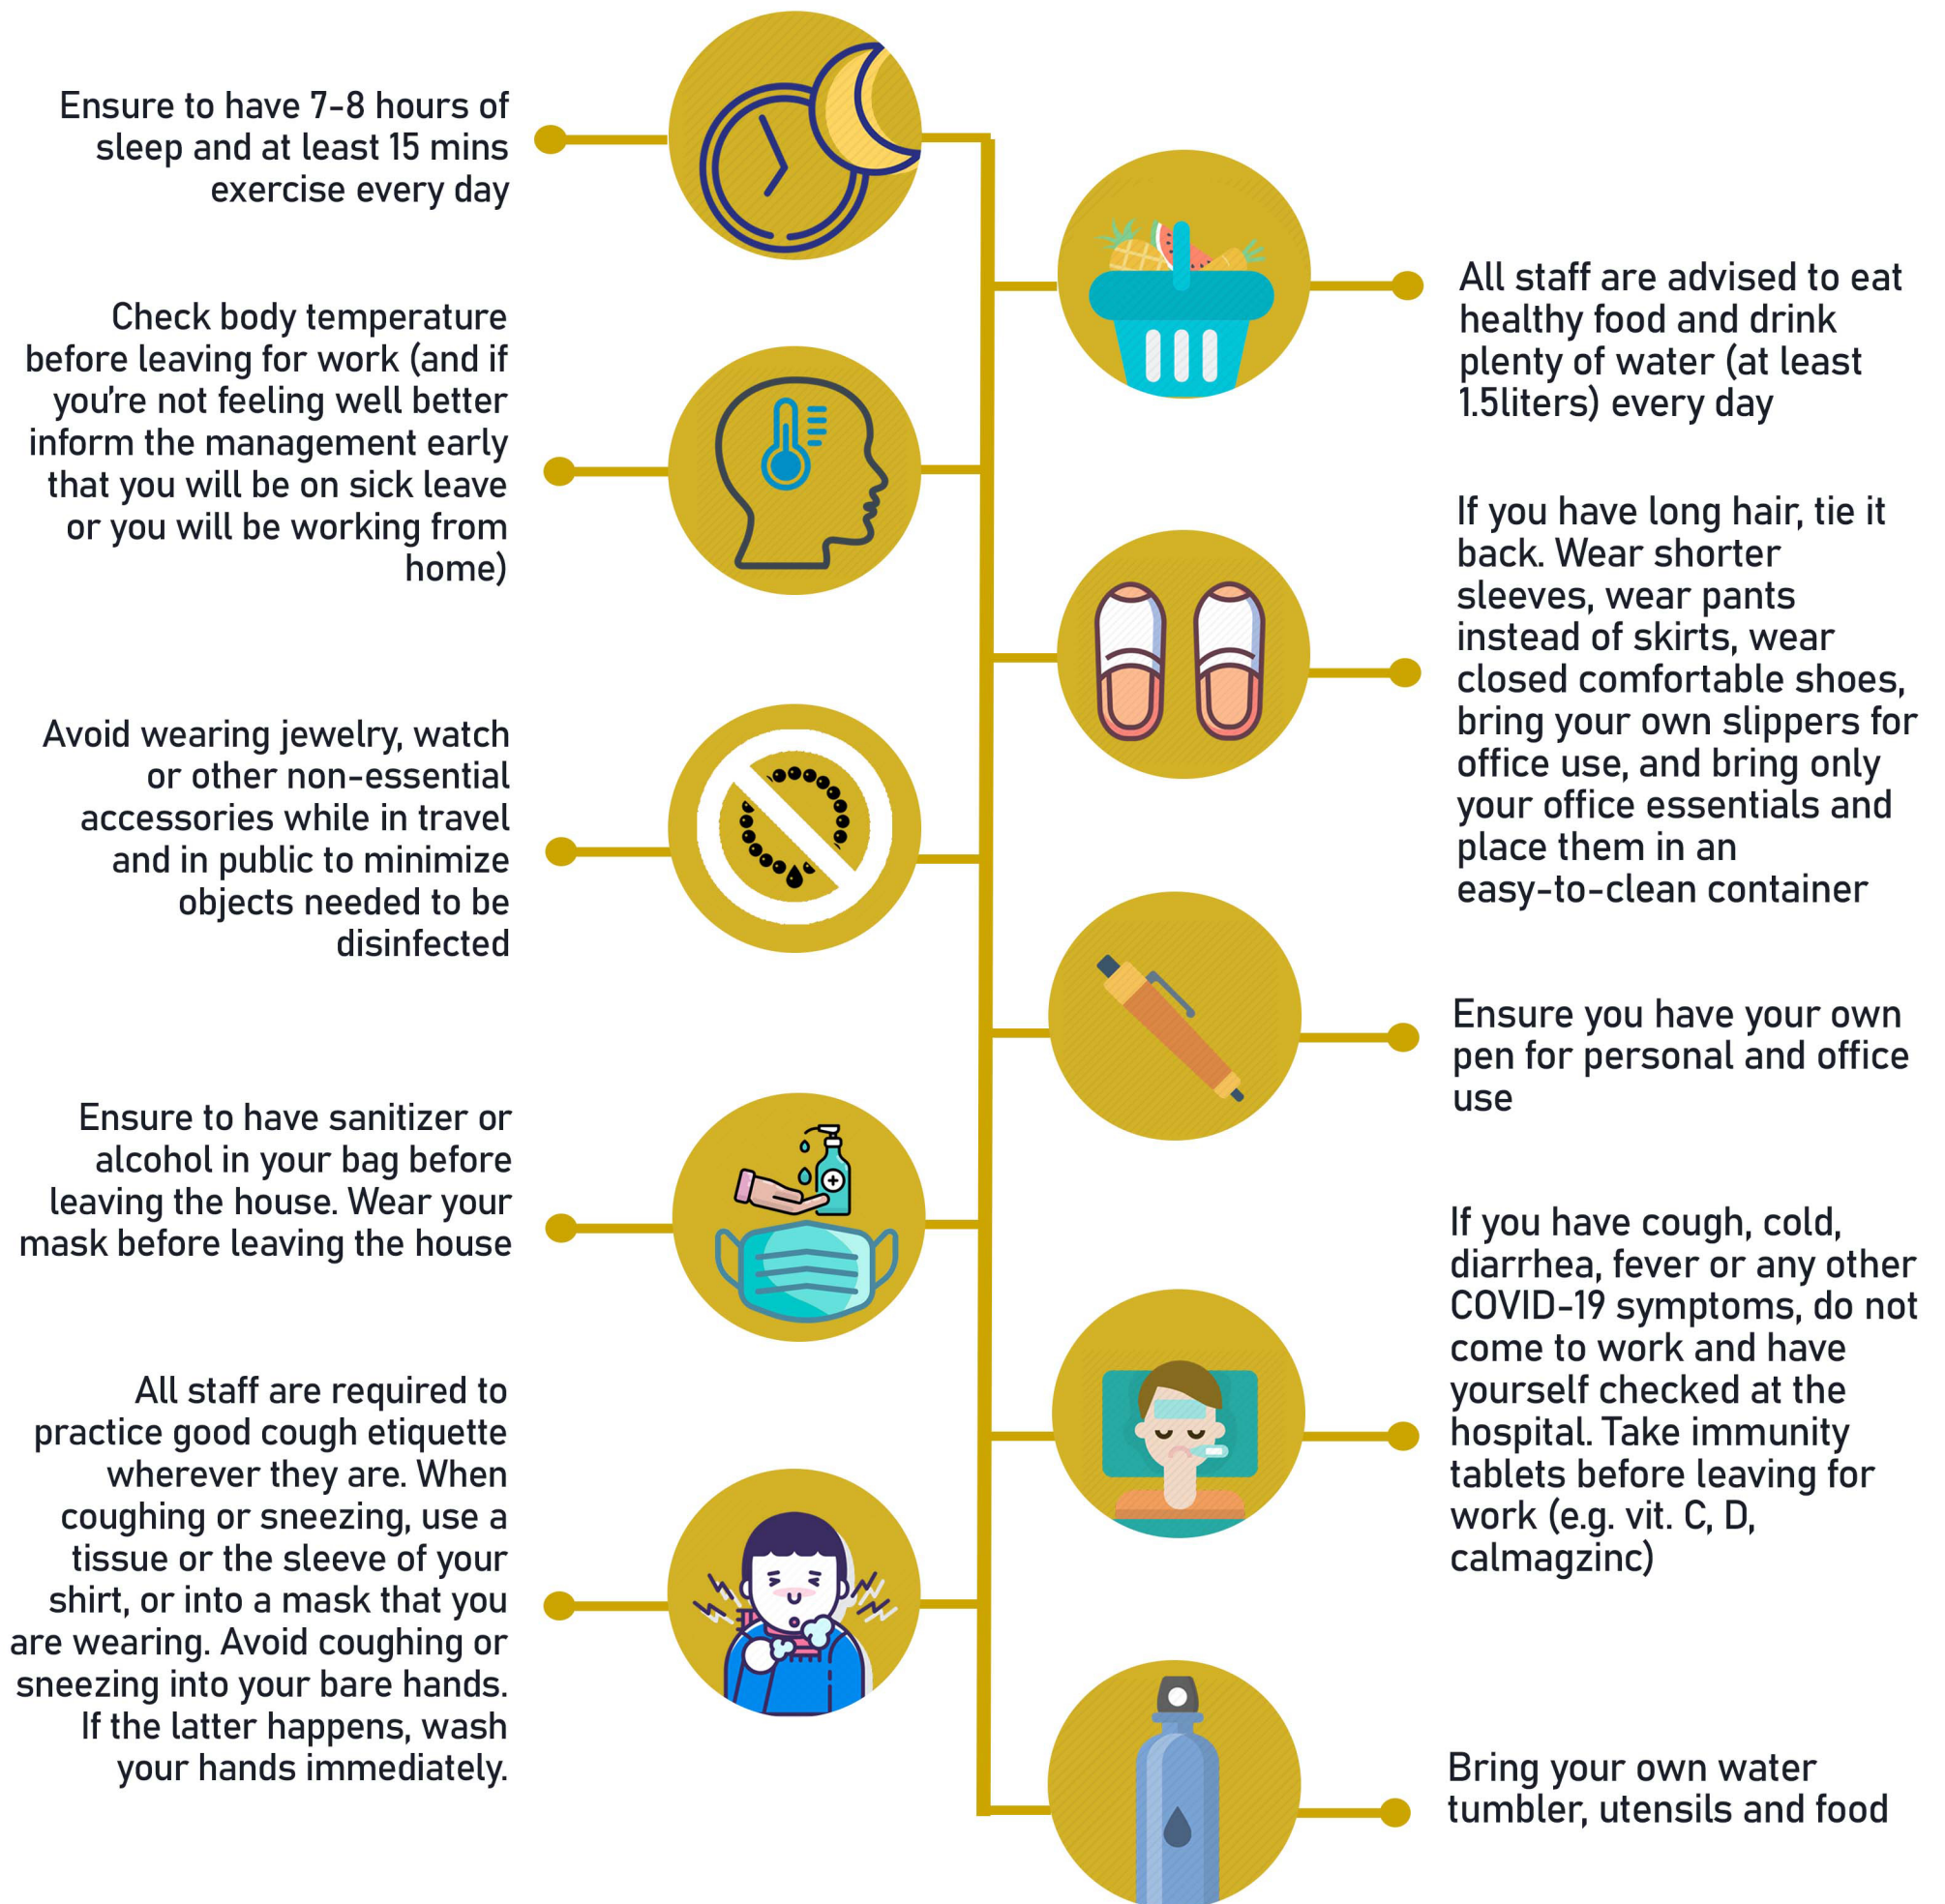 Ensure to have 7-8 hours of
sleep and at least 15 mins
exercise every day
All staff are advised to eat
healthy food and drink
plenty of water (at least
1.5liters) every day
Check body temperature
before leaving for work (and if
you're not feeling well better
inform the management early
that you will be on sick leave
or you will be working from
home)
If you have long hair, tie it
back. Wear shorter
sleeves, wear pants
instead of skirts, wear
closed comfortable shoes,
bring your own slippers for
office use, and bring only
your office essentials and
place them in an
easy-to-clean container
Avoid wearing jewelry, watch
or other non-essential
accessories while in travel
and in public to minimize
objects needed to be
disinfected
Ensure you have your own
pen for personal and office
use
Ensure to have sanitizer or
alcohol in your bag before
leaving the house. Wear your
mask before leaving the house
If you have cough, cold,
diarrhea, fever or any other
COVID-19 symptoms, do not
come to work and have
yourself checked at the
hospital. Take immunity
tablets before leaving for
work (e.g. vit. C, D,
calmagzinc)
All staff are required to
practice good cough etiquette
wherever they are. When
coughing or sneezing, use a
tissue or the sleeve of your
shirt, or into a mask that you
are wearing. Avoid coughing or
sneezing into your bare hands.
If the latter happens, wash
your hands immediately.
Bring your own water
tumbler, utensils and food